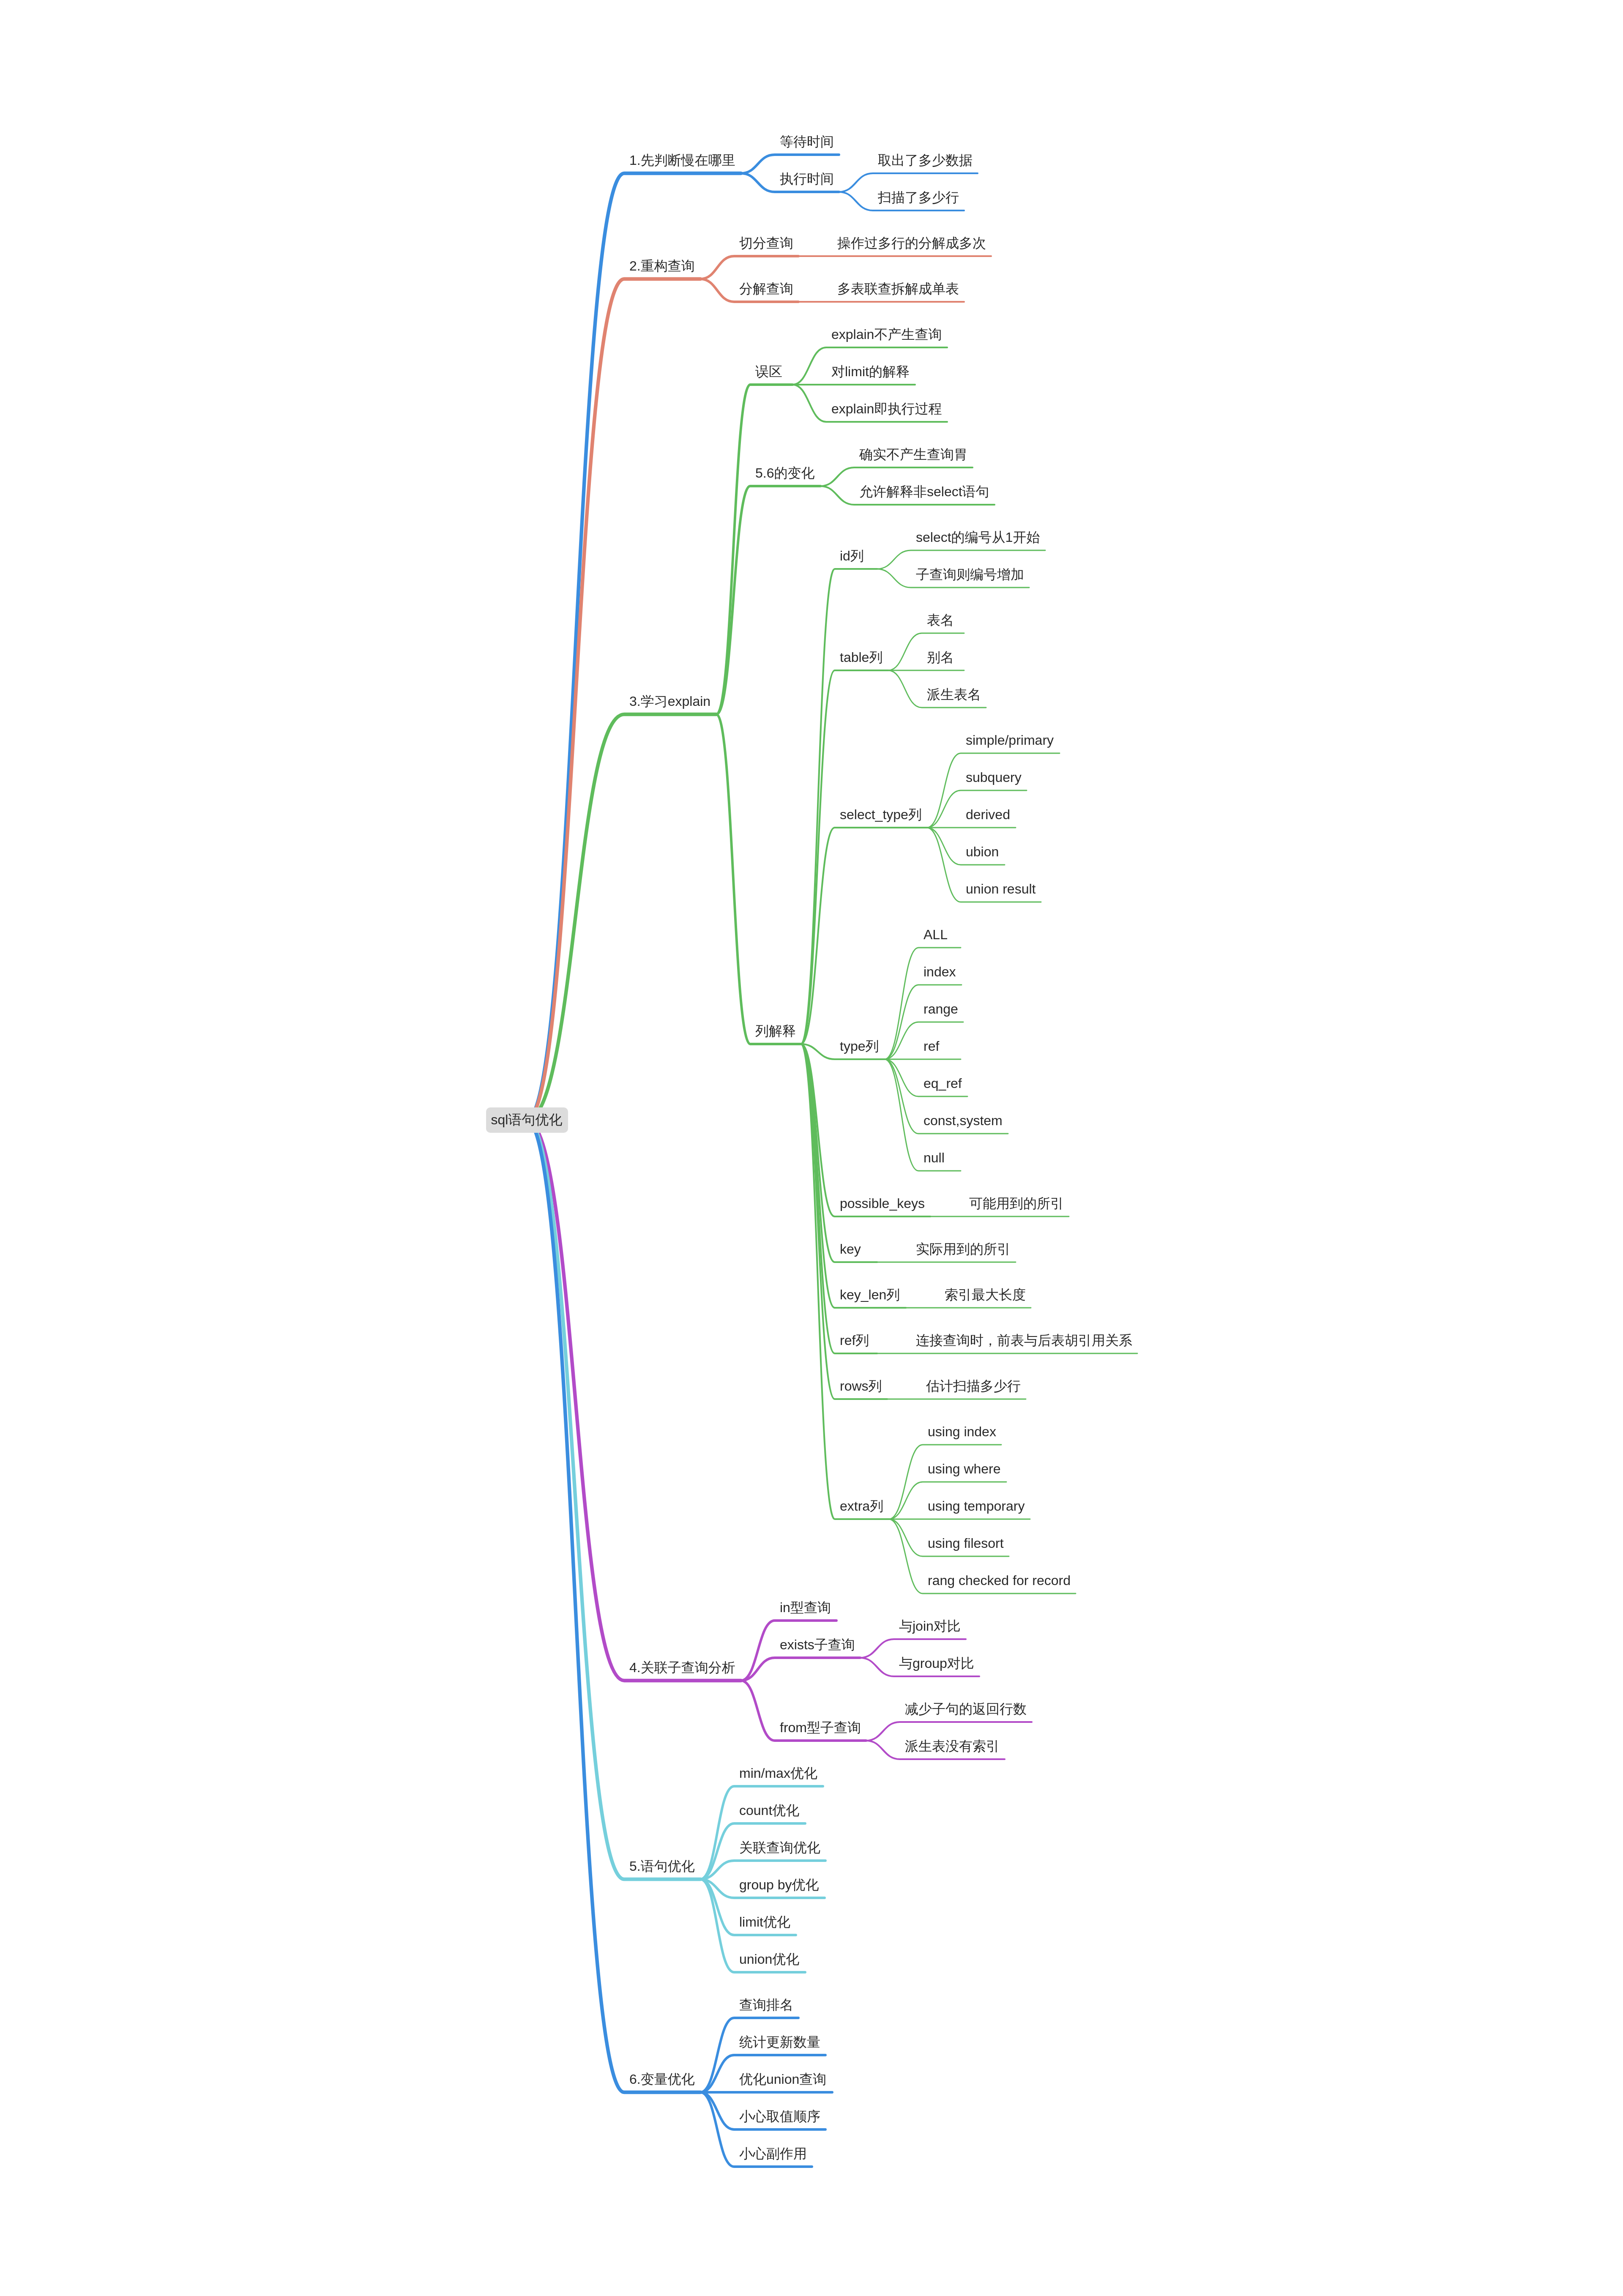 等待时间
1.先判断慢在哪里
取出了多少数据
执行时间
扫描了多少行
切分查询
操作过多行的分解成多次
2.重构查询
分解查询
多表联查拆解成单表
explain不产生查询
误区
对limit的解释
explain即执行过程
确实不产生查询胃
5.6的变化
允许解释非select语句
select的编号从1开始
id列
子查询则编号增加
表名
table列
别名
派生表名
3.学习explain
simple/primary
subquery
select_type列
derived
ubion
union result
ALL
index
range
列解释
type列
ref
eq_ref
const,system
null
sql语句优化
possible_keys
可能用到的所引
key
实际用到的所引
key_len列
索引最大长度
ref列
连接查询时，前表与后表胡引用关系
rows列
估计扫描多少行
using index
using where
extra列
using temporary
using filesort
rang checked for record
in型查询
与join对比
exists子查询
与group对比
4.关联子查询分析
减少子句的返回行数
from型子查询
派生表没有索引
min/max优化
count优化
关联查询优化
5.语句优化
group by优化
limit优化
union优化
查询排名
统计更新数量
6.变量优化
优化union查询
小心取值顺序
小心副作用